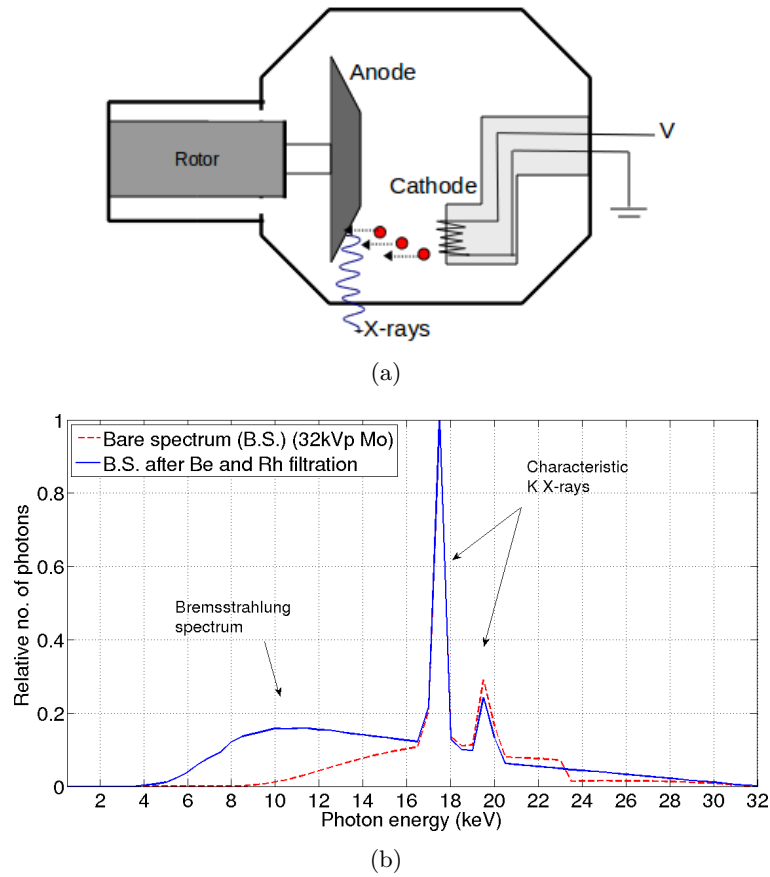 Anode
Rotor
V
Cathode
X-rays
(a)
Bare spectrum (B.S.) (32kVp Mo)
B.S. after Be and Rh filtration
Characteristic
K X-rays
Bremsstrahlung
spectrum
Relative no. of photons
1
0.8
0.6
0.4
0.2
0
2 4 6 8 10 12 14 16 18 20 22 24 26 28 30 32
Photon energy (keV)
(b)